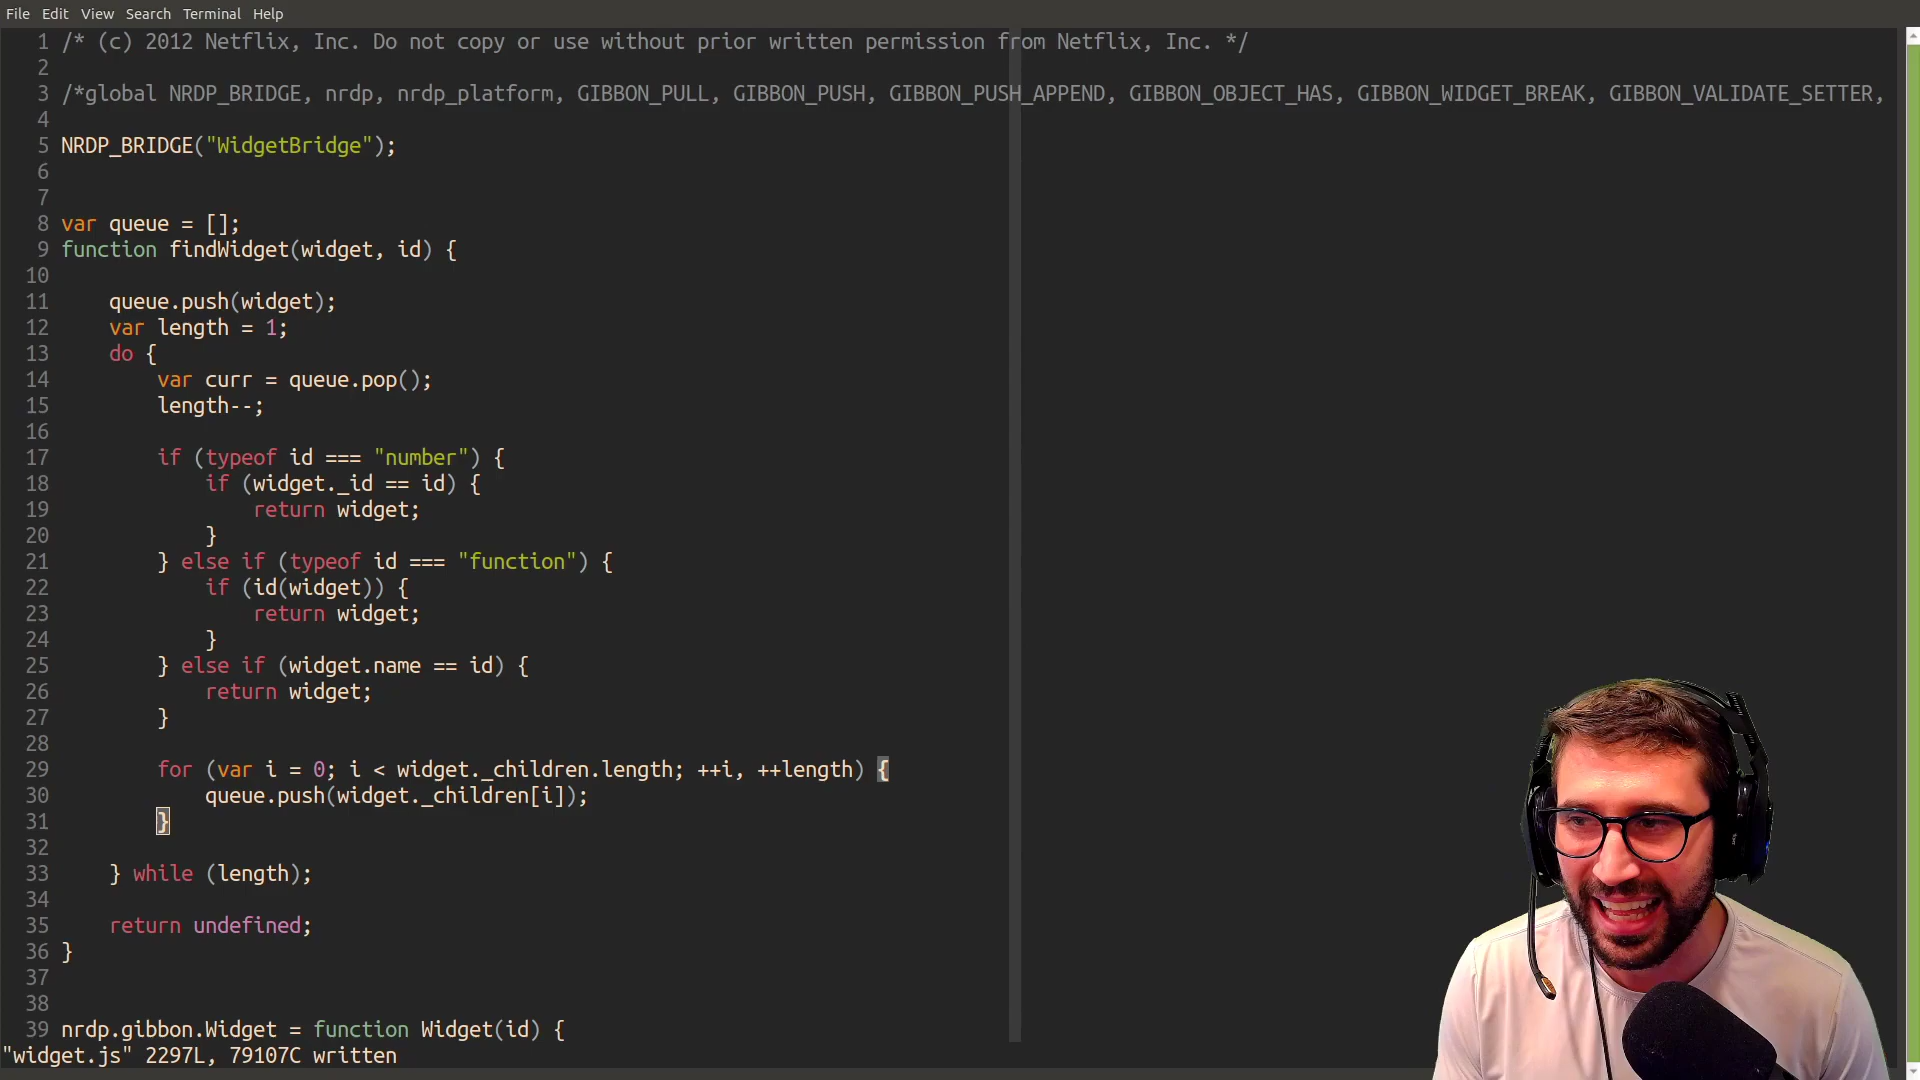 File Edit View Search Terminal Help
1 /* (c) 2012 Netflix, Inc. Do not copy or use without prior written permission from Netflix, Inc. */
2
3 /*global NRDP_BRIDGE, nrdp, nrdp_platform, GIBBON_PULL, GIBBON_PUSH, GIBBON_PUSH_APPEND, GIBBON_OBJECT_HAS, GIBBON_WIDGET_BREAK, GIBBON_VALIDATE_SETTER,
4
5 NRDP_BRIDGE("WidgetBridge");
6
7
8 var queue = [];
9 function findWidget(widget, id) {
10
11     queue.push(widget);
12     var length = 1;
13     do {
14         var curr = queue.pop();
15         length--;
16
17         if (typeof id === "number") {
18             if (widget._id == id) {
19                 return widget;
20             }
21         } else if (typeof id === "function") {
22             if (id(widget)) {
23                 return widget;
24             }
25         } else if (widget.name == id) {
26             return widget;
27         }
28
29         for (var i = 0; i < widget._children.length; ++i, ++length) {
30             queue.push(widget._children[i]);
31         }
32
33     } while (length);
34
35     return undefined;
36 }
37
38
39 nrdp.gibbon.Widget = function Widget(id) {
"widget.js" 2297L, 79107C written